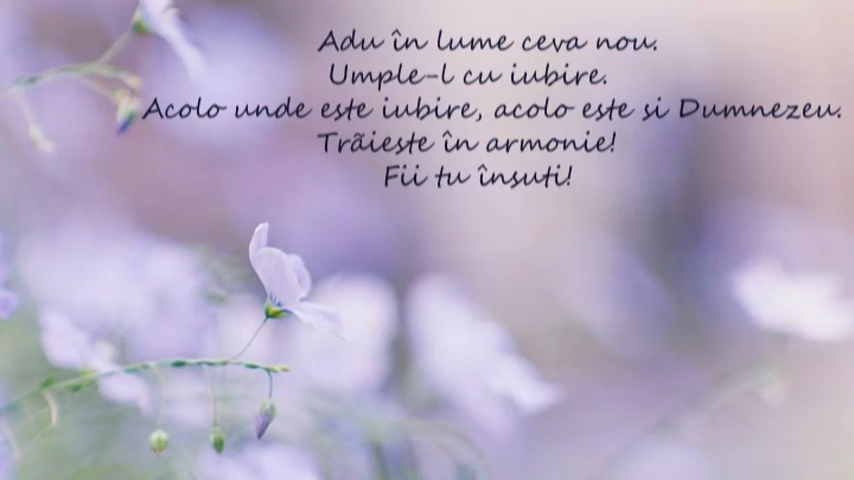 Adu în lume ceva nou.
Umple-l cu iubire.
Acolo unde este iubire, acolo este si Dumnezeu.
Trãieste în armonie!
Fii tu însuti!